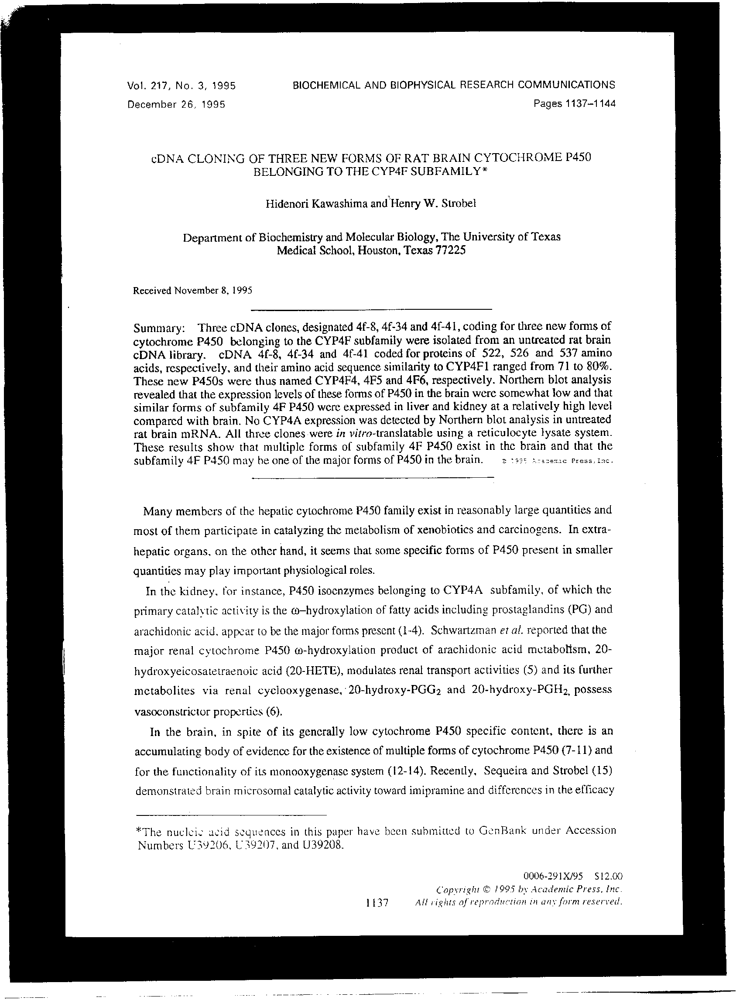 Vol. 217, No. 3, 1995 BIOCHEMICAL AND BIOPHYSICAL RESEARCH COMMUNICATIONS
December 26, 1995 Pages 1137–1144
cDNA CLONING OF THREE NEW FORMS OF RAT BRAIN CYTOCHROME P450
BELONGING TO THE CYP4F SUBFAMILY*
Hidenori Kawashima and Henry W. Strobel
Department of Biochemistry and Molecular Biology, The University of Texas
Medical School, Houston, Texas 77225
Received November 8, 1995
Summary: Three cDNA clones, designated 4f-8, 4f-34 and 4f-41, coding for three new forms of
cytochrome P450 belonging to the CYP4F subfamily were isolated from an untreated rat brain
cDNA library. cDNA 4f-8, 4f-34 and 4f-41 coded for proteins of 522, 526 and 537 amino
acids, respectively, and their amino acid sequence similarity to CYP4F1 ranged from 71 to 80%.
These new P450s were thus named CYP4F4, 4F5 and 4F6, respectively. Northern blot analysis
revealed that the expression levels of these forms of P450 in the brain were somewhat low and that
similar forms of subfamily 4F P450 were expressed in liver and kidney at a relatively high level
compared with brain. No CYP4A expression was detected by Northern blot analysis in untreated
rat brain mRNA. All three clones were in vitro-translatable using a reticulocyte lysate system.
These results show that multiple forms of subfamily 4F P450 exist in the brain and that the
subfamily 4F P450 may be one of the major forms of P450 in the brain. © 1995 Academic Press, Inc.
Many members of the hepatic cytochrome P450 family exist in reasonably large quantities and
most of them participate in catalyzing the metabolism of xenobiotics and carcinogens. In extra-
hepatic organs, on the other hand, it seems that some specific forms of P450 present in smaller
quantities may play important physiological roles.
In the kidney, for instance, P450 isoenzymes belonging to CYP4A subfamily, of which the
primary catalytic activity is the ω–hydroxylation of fatty acids including prostaglandins (PG) and
arachidonic acid, appear to be the major forms present (1-4). Schwartzman et al. reported that the
major renal cytochrome P450 ω-hydroxylation product of arachidonic acid metabolism, 20-
hydroxyeicosatetraenoic acid (20-HETE), modulates renal transport activities (5) and its further
metabolites via renal cyclooxygenase, 20-hydroxy-PGG2 and 20-hydroxy-PGH2, possess
vasoconstrictor properties (6).
In the brain, in spite of its generally low cytochrome P450 specific content, there is an
accumulating body of evidence for the existence of multiple forms of cytochrome P450 (7-11) and
for the functionality of its monooxygenase system (12-14). Recently, Sequeira and Strobel (15)
demonstrated brain microsomal catalytic activity toward imipramine and differences in the efficacy
*The nucleic acid sequences in this paper have been submitted to GenBank under Accession
Numbers U39206, U39207, and U39208.
0006-291X/95 $12.00
Copyright © 1995 by Academic Press, Inc.
1137 All rights of reproduction in any form reserved.